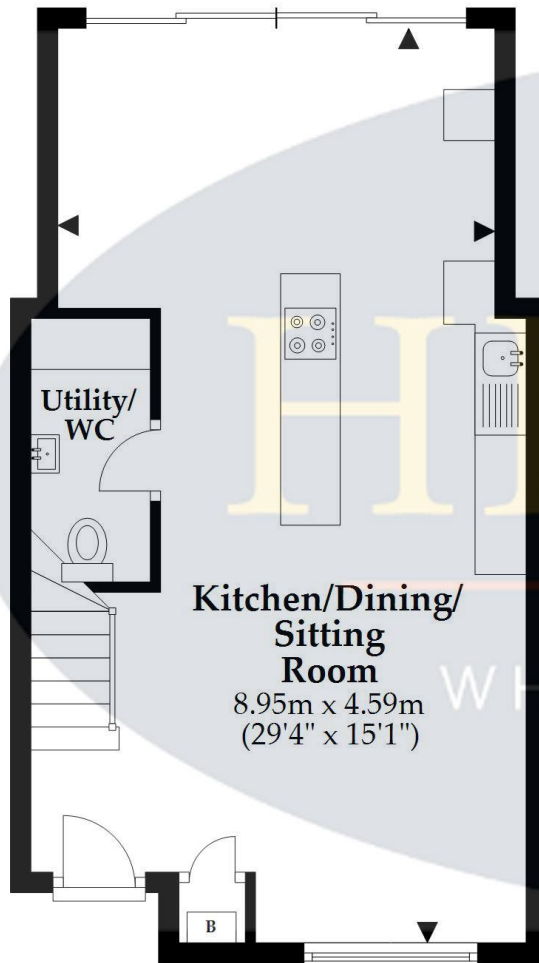 Utility/
WC
Kitchen/Dining/
Sitting
Room
8.95m x 4.59m
(29'4" x 15'1")
B